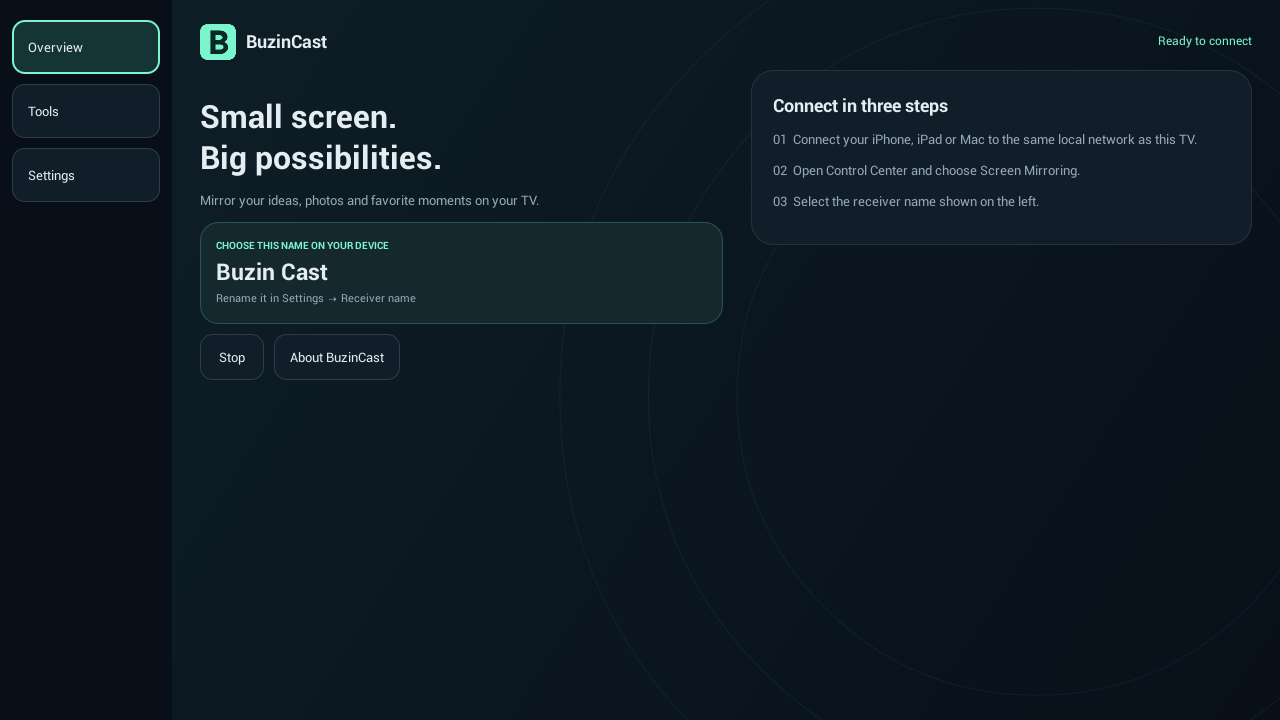 Overview
Tools
Settings
B BuzinCast
Ready to connect
Small screen.
Big possibilities.
Mirror your ideas, photos and favorite moments on your TV.
CHOOSE THIS NAME ON YOUR DEVICE
Buzin Cast
Rename it in Settings → Receiver name
Stop
About BuzinCast
Connect in three steps
01 Connect your iPhone, iPad or Mac to the same local network as this TV.
02 Open Control Center and choose Screen Mirroring.
03 Select the receiver name shown on the left.